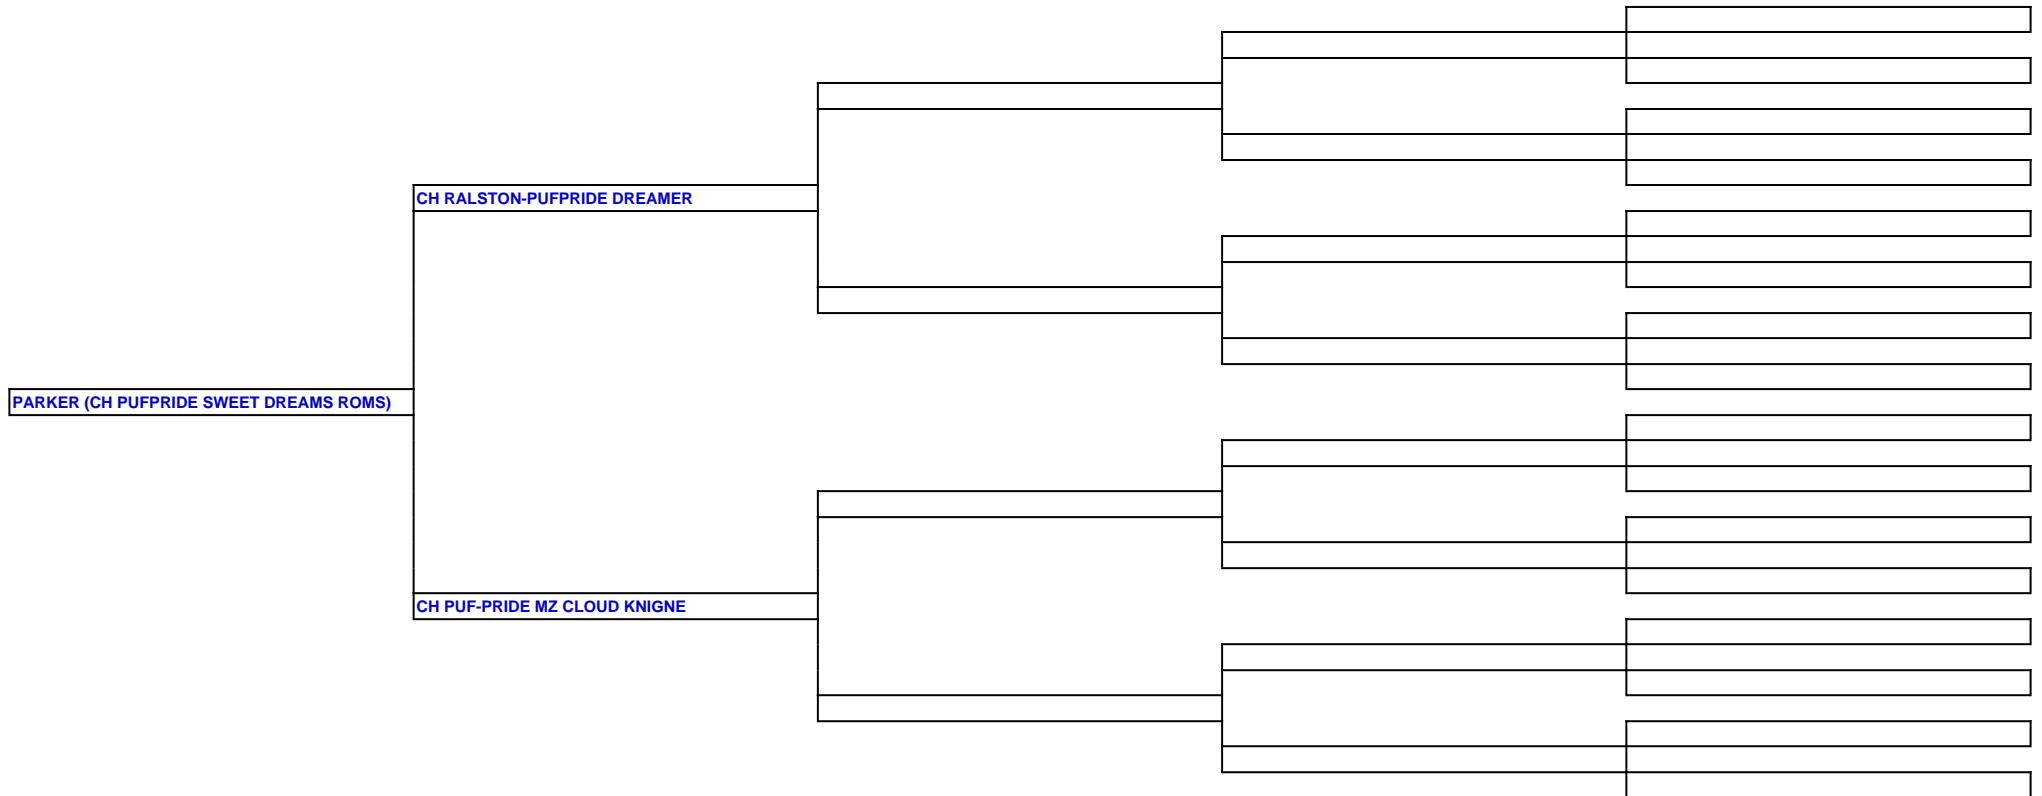 CH RALSTON-PUFPRIDE DREAMER
PARKER (CH PUFPRIDE SWEET DREAMS ROMS)
CH PUF-PRIDE MZ CLOUD KNIGNE